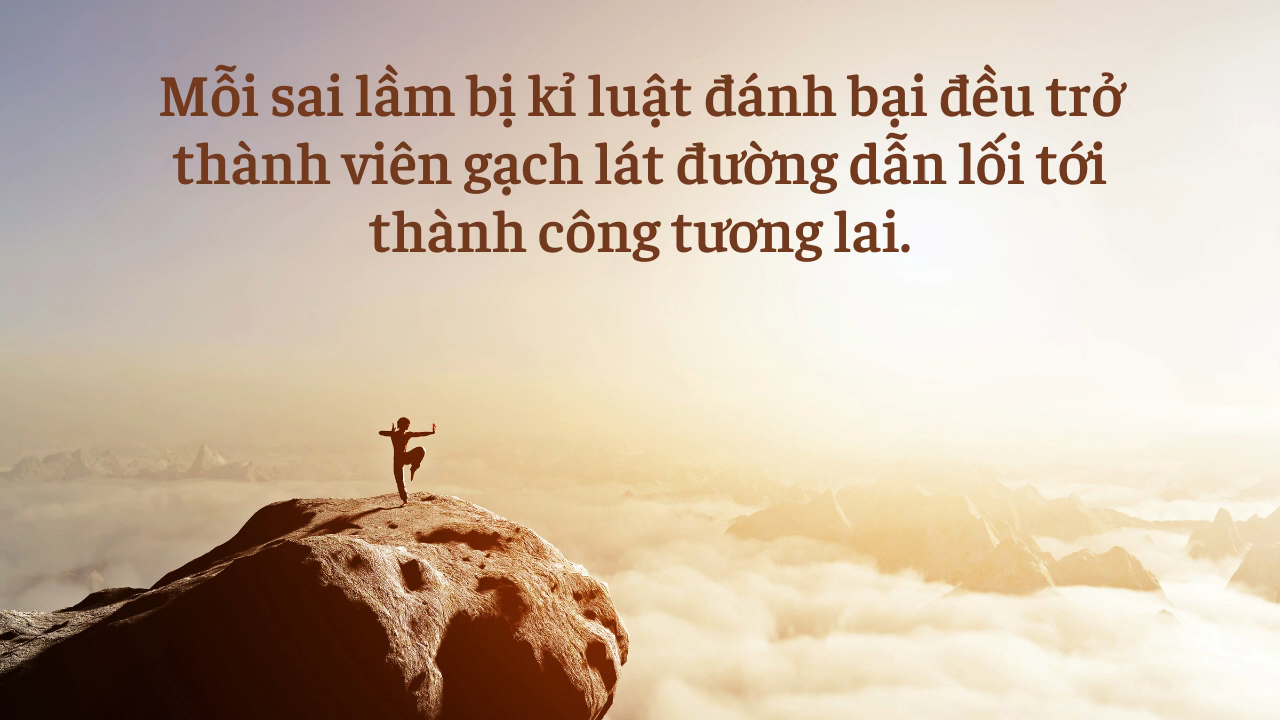 Mỗi sai lầm bị kỉ luật đánh bại đều trở
thành viên gạch lát đường dẫn lối tới
thành công tương lai.